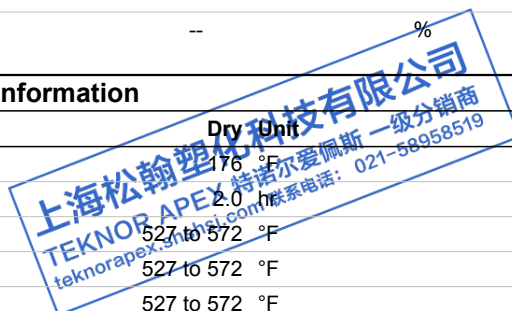 -- %
nformation
Dry Unit
176 °F
2.0 hr
527 to 572 °F
527 to 572 °F
527 to 572 °F
上海松翰塑化科技有限公司
TEKNOR APEX 特诺尔爱佩斯 一级分销商
teknorapex.shshsj.com 联系电话: 021-58958519